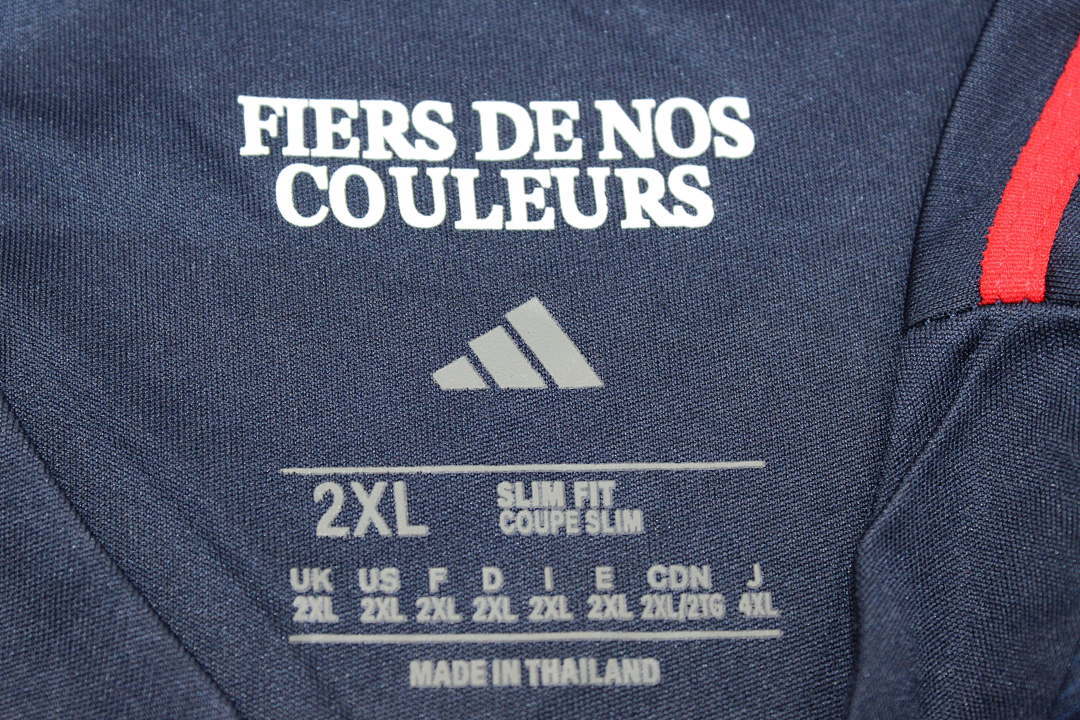 FIERS DE NOS
COULEURS
2XL
SLIM FIT
COUPE SLIM
UK US F D I E CDN J
2XL 2XL 2XL 2XL 2XL 2XL 2XL/2TG 4XL
MADE IN THAILAND